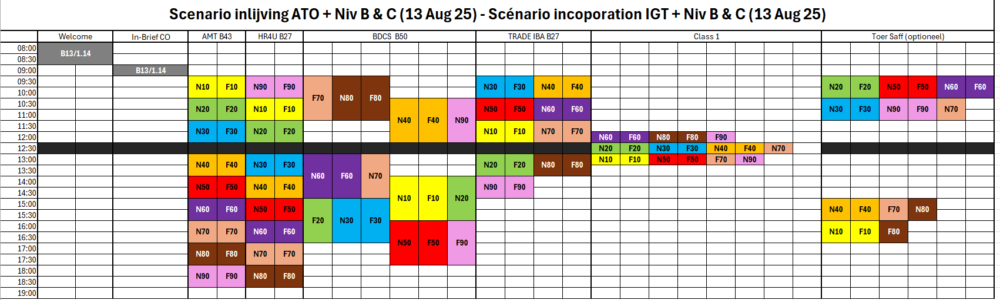 Scenario inlijving ATO + Niv B & C (13 Aug 25) - Scénario incoporation IGT + Niv B & C (13 Aug 25)
Welcome In-Brief CO AMT B43 HR4U B27 BDCS B50 TRADE IBA B27 Class 1 Toer Saff (optioneel)
08:00
B13/1.14
08:30
09:00 B13/1.14
09:30
N10 F10 N90 F90 N30 F30 N40 F40 N20 F20 N50 F50 N60 F60
10:00
F70 N80 F80
10:30
N20 F20 N10 F10 N50 F50 N60 F60 N30 F30 N90 F90 N70
11:00
N40 F40 N90
11:30
N30 F30 N20 F20 N10 F10 N70 F70
12:00 N60 F60 N80 F80 F90
12:30 N20 F20 N30 F30 N40 F40 N70
13:00 N10 F10 N50 F50 F70 N90
N40 F40 N30 F30 N20 F20 N80 F80
13:30
N60 F60 N70
14:00
N50 F50 N40 F40 N90 F90
14:30
N10 F10 N20
15:00
N60 F60 N50 F50 N40 F40 F70 N80
15:30
F20 N30 F30
16:00
N70 F70 N60 F60 N10 F10 F80
16:30
N50 F50 F90
17:00
N80 F80 N70 F70
17:30
18:00
N90 F90 N80 F80
18:30
19:00